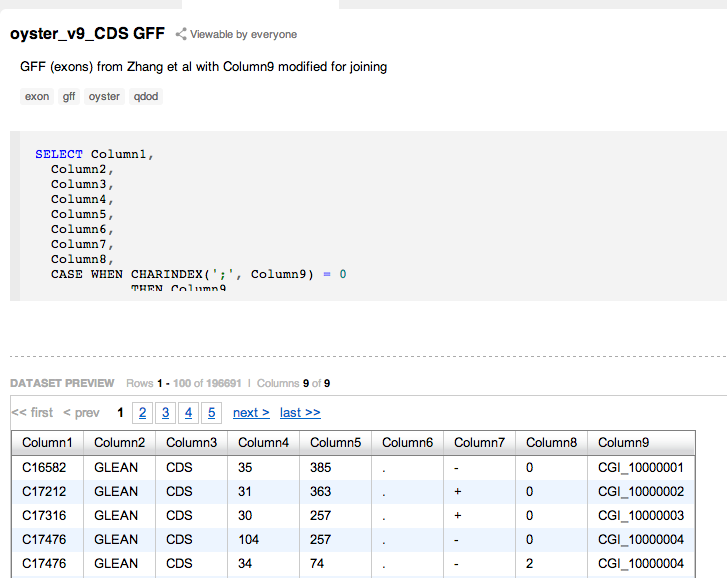 oyster_v9_CDS GFF Viewable by everyone
GFF (exons) from Zhang et al with Column9 modified for joining
exon gff oyster qdod
SELECT Column1,
Column2,
Column3,
Column4,
Column5,
Column6,
Column7,
Column8,
CASE WHEN CHARINDEX(';', Column9) = 0
THEN Column9
DATASET PREVIEW Rows 1 - 100 of 196691 | Columns 9 of 9
<< first < prev 1 2 3 4 5 next > last >>
Column1 Column2 Column3 Column4 Column5 Column6 Column7 Column8 Column9
C16582 GLEAN CDS 35 385 . - 0 CGI_10000001
C17212 GLEAN CDS 31 363 . + 0 CGI_10000002
C17316 GLEAN CDS 30 257 . + 0 CGI_10000003
C17476 GLEAN CDS 104 257 . - 0 CGI_10000004
C17476 GLEAN CDS 34 74 . - 2 CGI_10000004